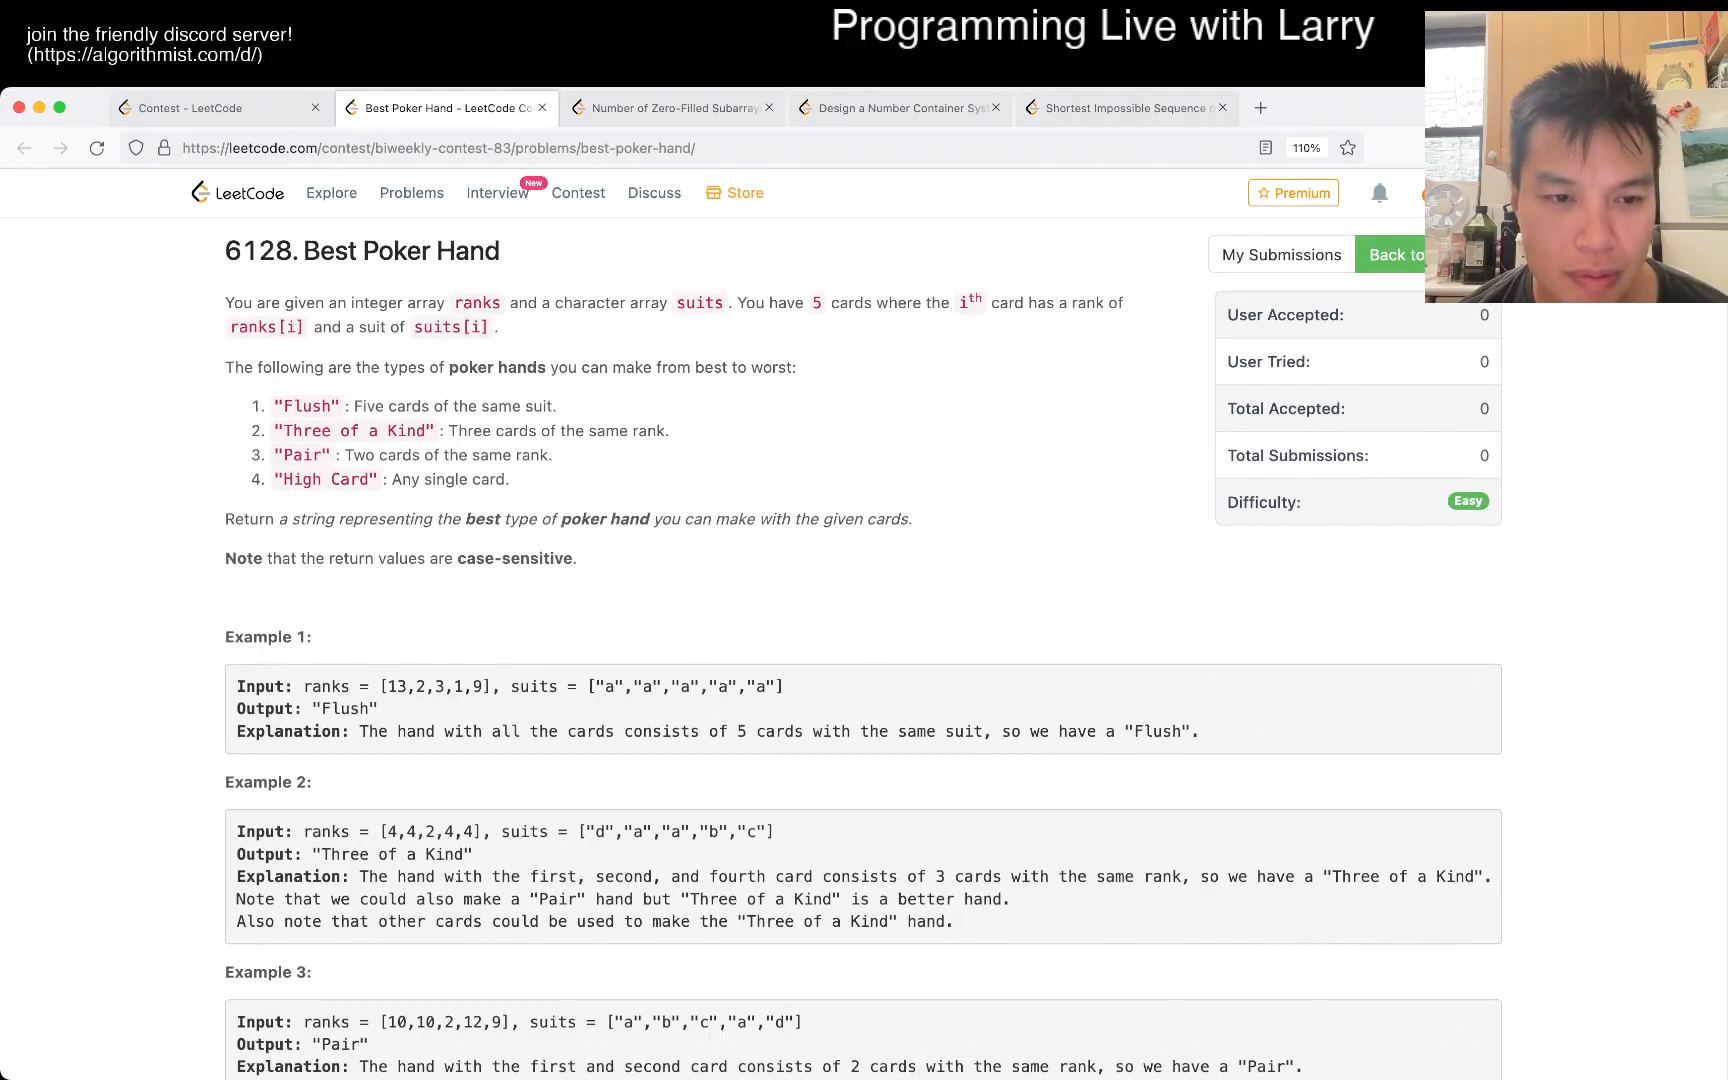 join the friendly discord server!
(https://algorithmist.com/d/)
Programming Live with Larry
Contest - LeetCode
Best Poker Hand - LeetCode Co
Number of Zero-Filled Subarray
Design a Number Container Sys
Shortest Impossible Sequence
https://leetcode.com/contest/biweekly-contest-83/problems/best-poker-hand/
110%
LeetCode Explore Problems Interview New Contest Discuss Store
Premium
6128. Best Poker Hand
My Submissions
Back to
You are given an integer array ranks and a character array suits. You have 5 cards where the ith card has a rank of
ranks[i] and a suit of suits[i].
The following are the types of poker hands you can make from best to worst:
1. "Flush": Five cards of the same suit.
2. "Three of a Kind": Three cards of the same rank.
3. "Pair": Two cards of the same rank.
4. "High Card": Any single card.
Return a string representing the best type of poker hand you can make with the given cards.
Note that the return values are case-sensitive.
User Accepted: 0
User Tried: 0
Total Accepted: 0
Total Submissions: 0
Difficulty: Easy
Example 1:
Input: ranks = [13,2,3,1,9], suits = ["a","a","a","a","a"]
Output: "Flush"
Explanation: The hand with all the cards consists of 5 cards with the same suit, so we have a "Flush".
Example 2:
Input: ranks = [4,4,2,4,4], suits = ["d","a","a","b","c"]
Output: "Three of a Kind"
Explanation: The hand with the first, second, and fourth card consists of 3 cards with the same rank, so we have a "Three of a Kind".
Note that we could also make a "Pair" hand but "Three of a Kind" is a better hand.
Also note that other cards could be used to make the "Three of a Kind" hand.
Example 3:
Input: ranks = [10,10,2,12,9], suits = ["a","b","c","a","d"]
Output: "Pair"
Explanation: The hand with the first and second card consists of 2 cards with the same rank, so we have a "Pair".